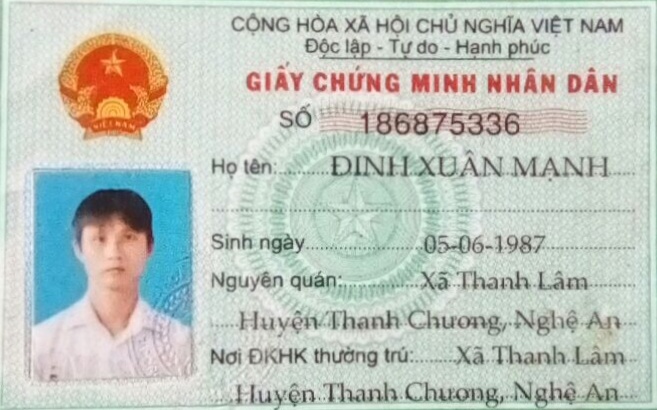 CỘNG HÒA XÃ HỘI CHỦ NGHĨA VIỆT NAM
Độc lập - Tự do - Hạnh phúc
GIẤY CHỨNG MINH NHÂN DÂN
SỐ 186875336
Họ tên: ĐINH XUÂN MẠNH
Sinh ngày 05-06-1987
Nguyên quán: Xã Thanh Lâm
Huyện Thanh Chương, Nghệ An
Nơi ĐKHK thường trú: Xã Thanh Lâm
Huyện Thanh Chương, Nghệ An
VIỆT NAM